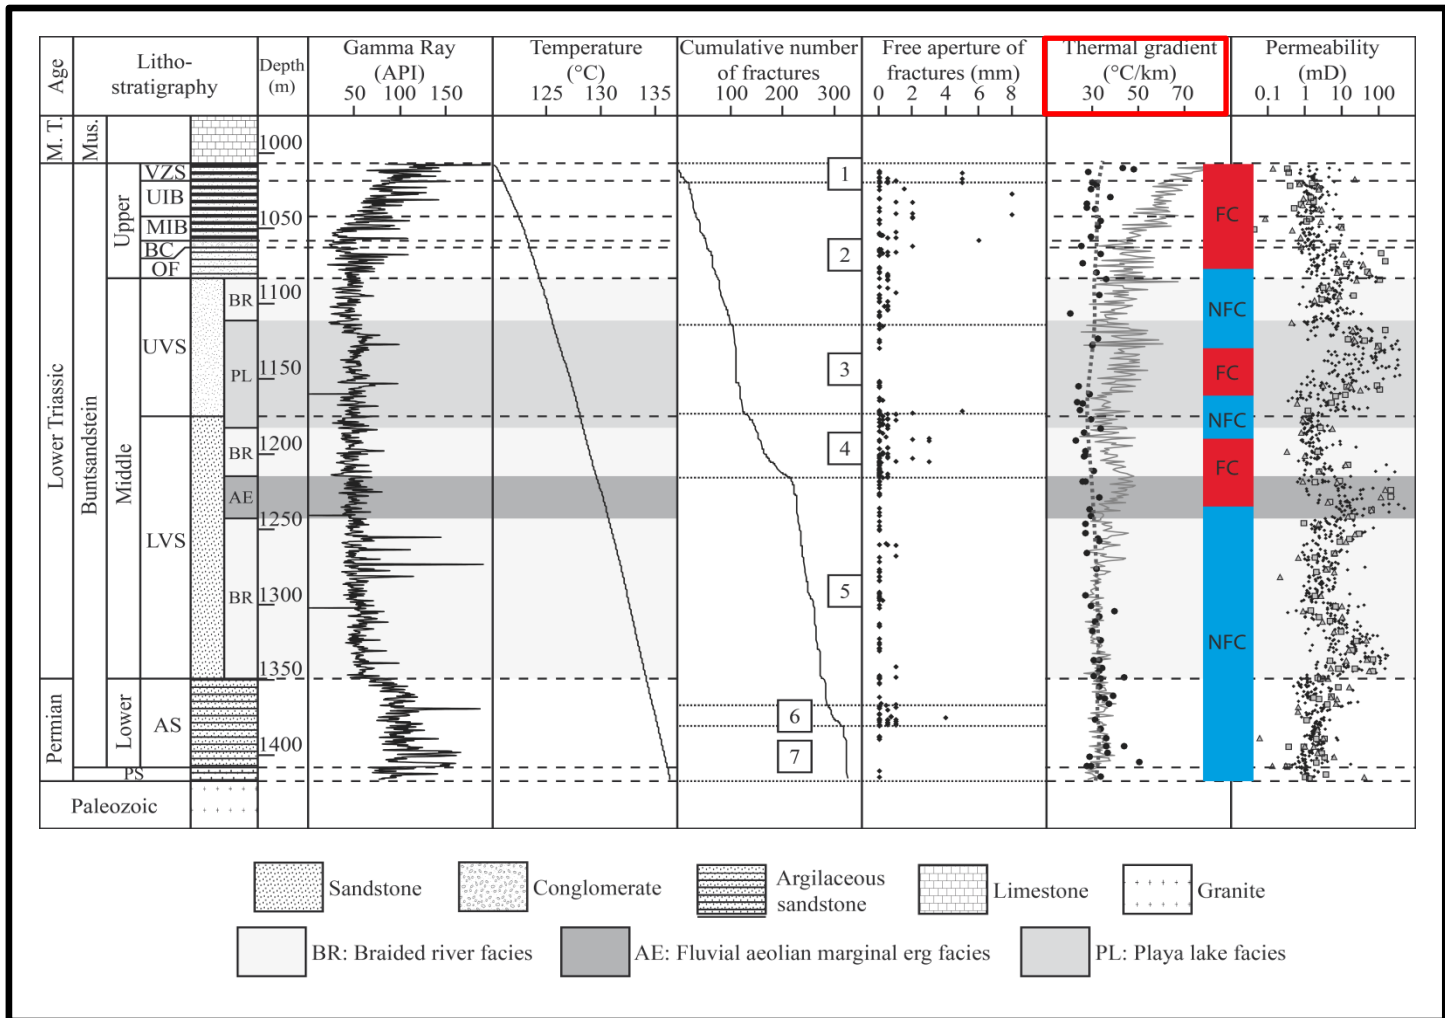 Age
Litho-
stratigraphy
Depth
(m)
Gamma Ray
(API)
50 100 150
Temperature
(°C)
125 130 135
Cumulative number
of fractures
100 200 300
Free aperture of
fractures (mm)
0 2 4 6 8
Thermal gradient
(°C/km)
30 50 70
Permeability
(mD)
0.1 1 10 100
M. T.
Mus.
1000
Lower Triassic
Buntsandstein
Upper
VZS
UIB
MIB
BC
OF
1050
Middle
UVS
BR
1100
PL
1150
LVS
BR
1200
AE
1250
BR
1300
1350
Permian
Lower
AS
1400
PS
Paleozoic
1
2
3
4
5
6
7
FC
NFC
FC
NFC
FC
NFC
Sandstone
Conglomerate
Argilaceous
sandstone
Limestone
Granite
BR: Braided river facies
AE: Fluvial aeolian marginal erg facies
PL: Playa lake facies